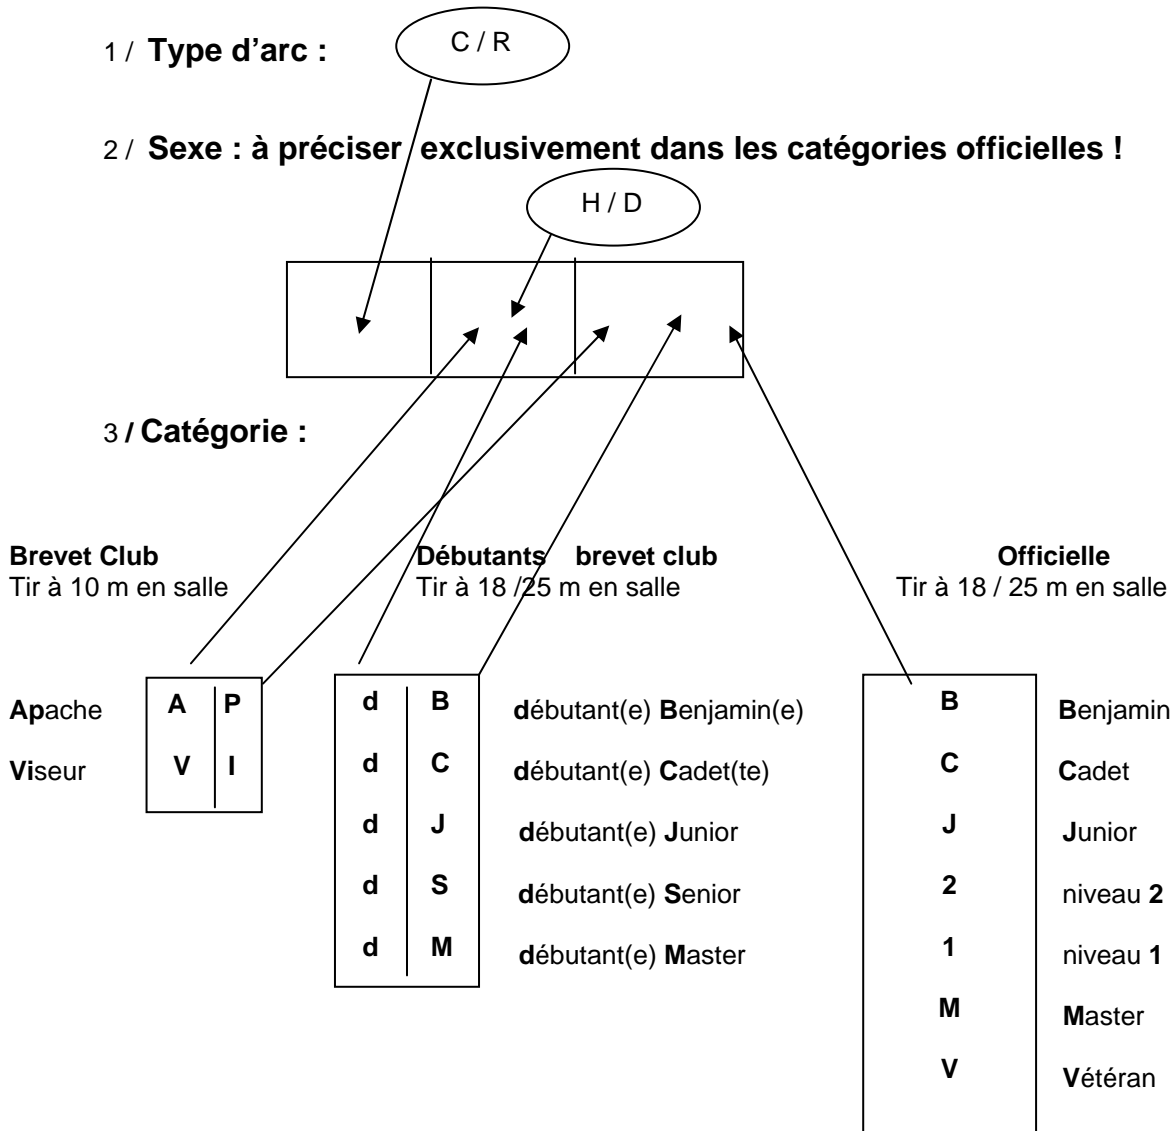 1 / Type d'arc :
C / R
2 / Sexe : à préciser exclusivement dans les catégories officielles !
H / D
3 / Catégorie :
Brevet Club
Tir à 10 m en salle
Débutants brevet club
Tir à 18 /25 m en salle
Officielle
Tir à 18 / 25 m en salle
Apache A P
Viseur V I
d B débutant(e) Benjamin(e)
d C débutant(e) Cadet(te)
d J débutant(e) Junior
d S débutant(e) Senior
d M débutant(e) Master
B Benjamin
C Cadet
J Junior
2 niveau 2
1 niveau 1
M Master
V Vétéran